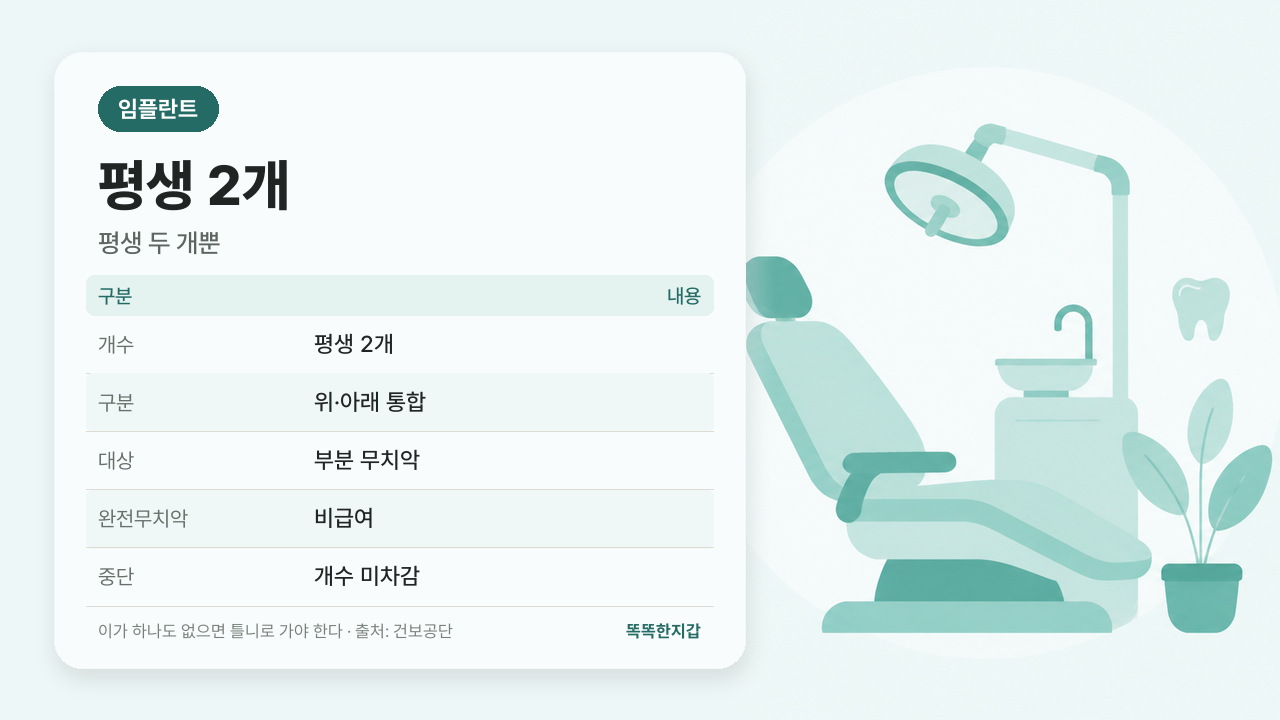 임플란트
평생 2개
평생 두 개뿐
구분 내용
개수 평생 2개
구분 위·아래 통합
대상 부분 무치악
완전무치악 비급여
중단 개수 미차감
이가 하나도 없으면 틀니로 가야 한다 · 출처: 건보공단 똑똑한지갑